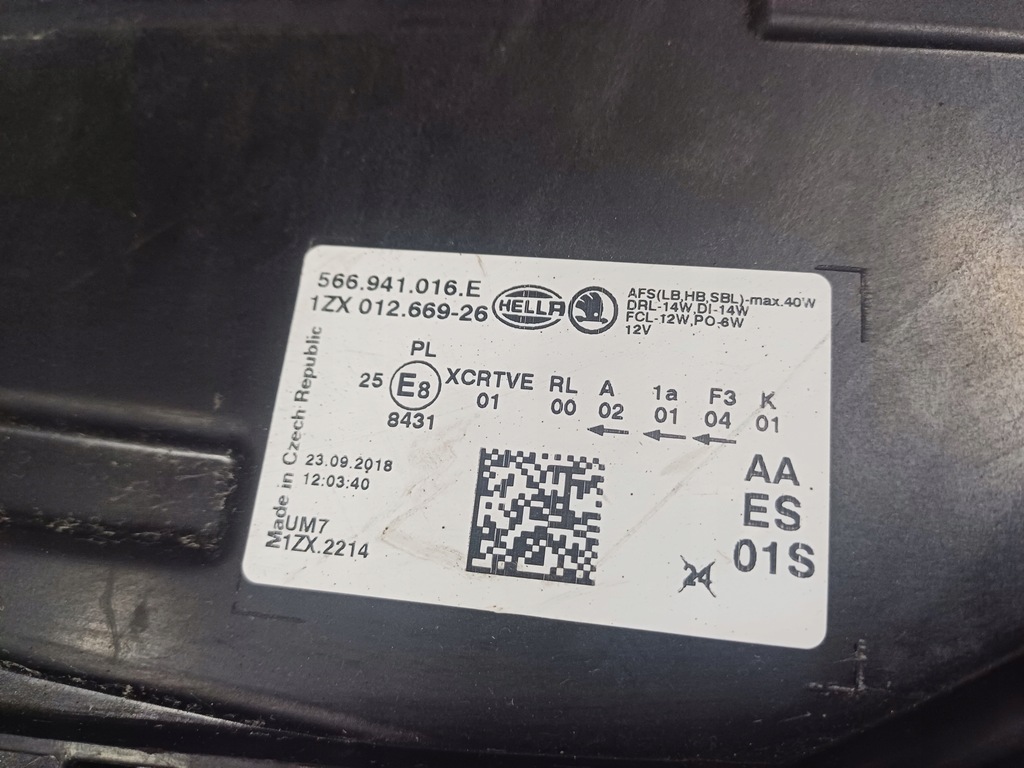 566.941.016.E
1ZX 012.669-26
HELLA
AFS(LB,HB,SBL)-max.40W
DRL-14W,DI-14W
FCL-12W,PO-6W
12V
Made in Czech Republic
PL
25 E8 XCRTVE RL A 1a F3 K
8431 01 00 02 01 04 01
23.09.2018
12:03:40
UM7
1ZX.2214
AA
ES
01S
24